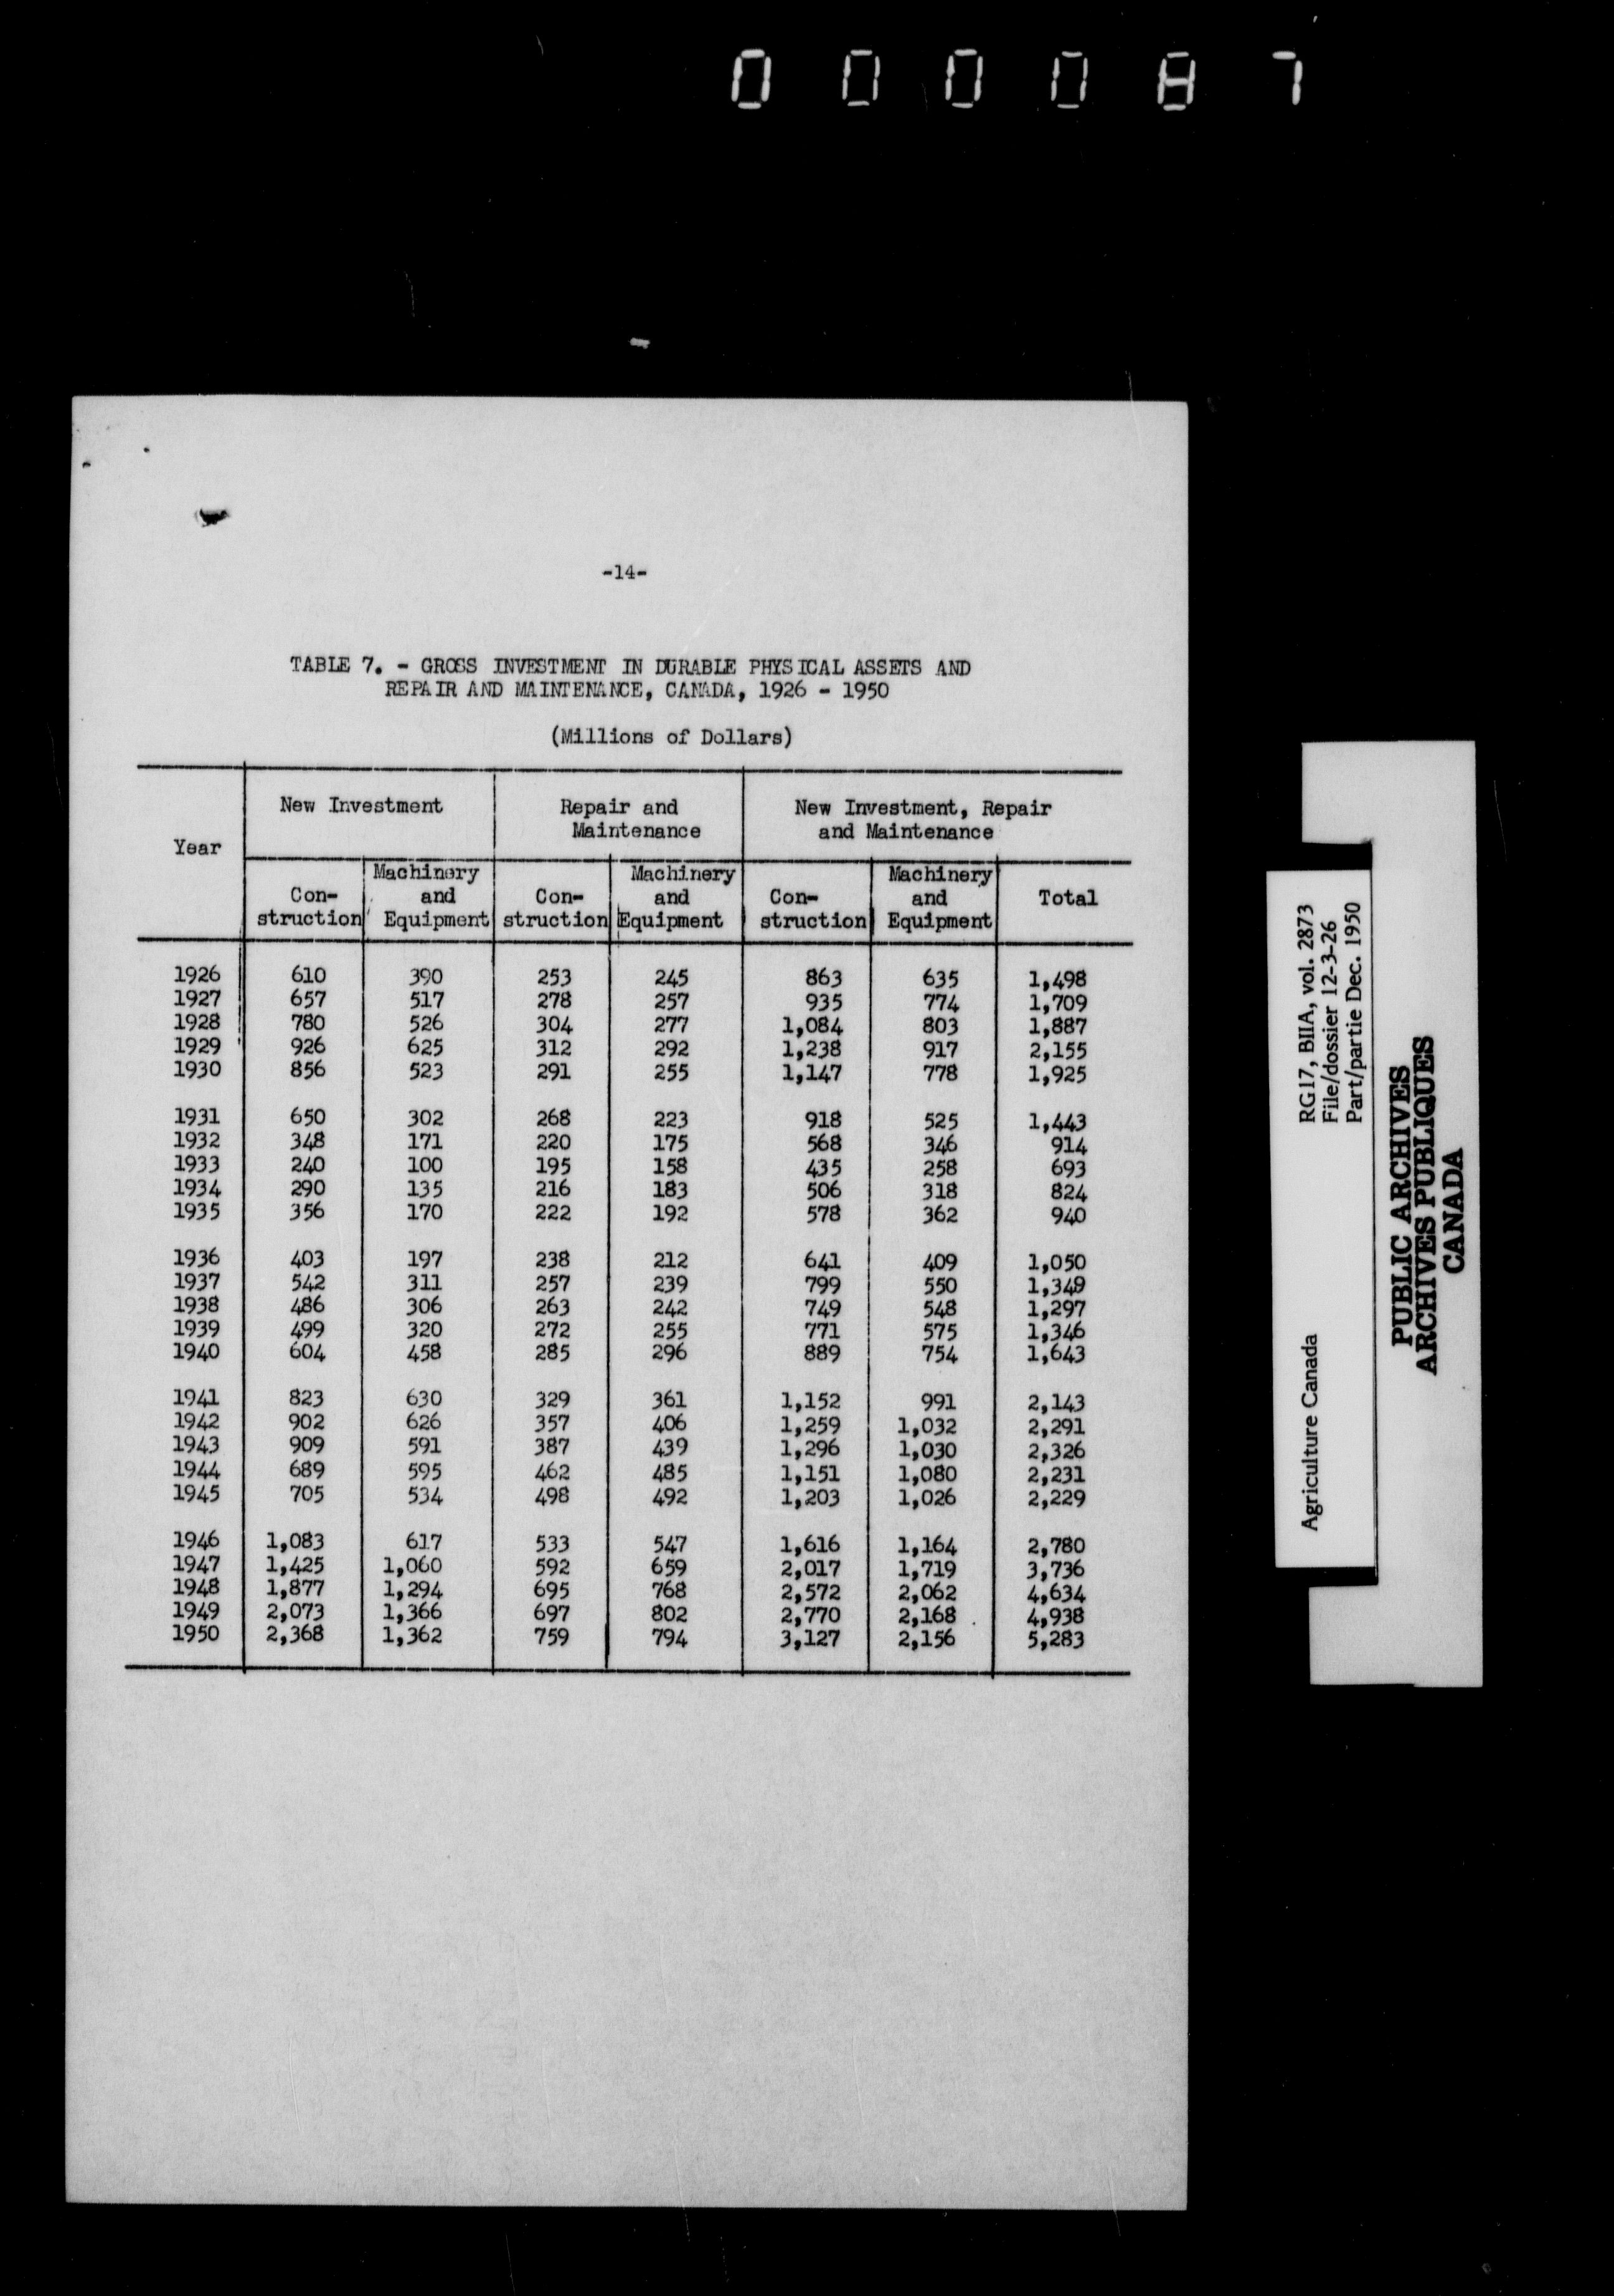 000087
-14-
TABLE 7. - GROSS INVESTMENT IN DURABLE PHYSICAL ASSETS AND
REPAIR AND MAINTENANCE, CANADA, 1926 - 1950
(Millions of Dollars)
Year | New Investment | Repair and Maintenance | New Investment, Repair and Maintenance
Con-struction | Machinery and Equipment | Con-struction | Machinery and Equipment | Con-struction | Machinery and Equipment | Total
1926 610 390 253 245 863 635 1,498
1927 657 517 278 257 935 774 1,709
1928 780 526 304 277 1,084 803 1,887
1929 926 625 312 292 1,238 917 2,155
1930 856 523 291 255 1,147 778 1,925
1931 650 302 268 223 918 525 1,443
1932 348 171 220 175 568 346 914
1933 240 100 195 158 435 258 693
1934 290 135 216 183 506 318 824
1935 356 170 222 192 578 362 940
1936 403 197 238 212 641 409 1,050
1937 542 311 257 239 799 550 1,349
1938 486 306 263 242 749 548 1,297
1939 499 320 272 255 771 575 1,346
1940 604 458 285 296 889 754 1,643
1941 823 630 329 361 1,152 991 2,143
1942 902 626 357 406 1,259 1,032 2,291
1943 909 591 387 439 1,296 1,030 2,326
1944 689 595 462 485 1,151 1,080 2,231
1945 705 534 498 492 1,203 1,026 2,229
1946 1,083 617 533 547 1,616 1,164 2,780
1947 1,425 1,060 592 659 2,017 1,719 3,736
1948 1,877 1,294 695 768 2,572 2,062 4,634
1949 2,073 1,366 697 802 2,770 2,168 4,938
1950 2,368 1,362 759 794 3,127 2,156 5,283
Agriculture Canada
RG17, BIIA, vol. 2873
File/dossier 12-3-26
Part/partie Dec. 1950
PUBLIC ARCHIVES
ARCHIVES PUBLIQUES
CANADA